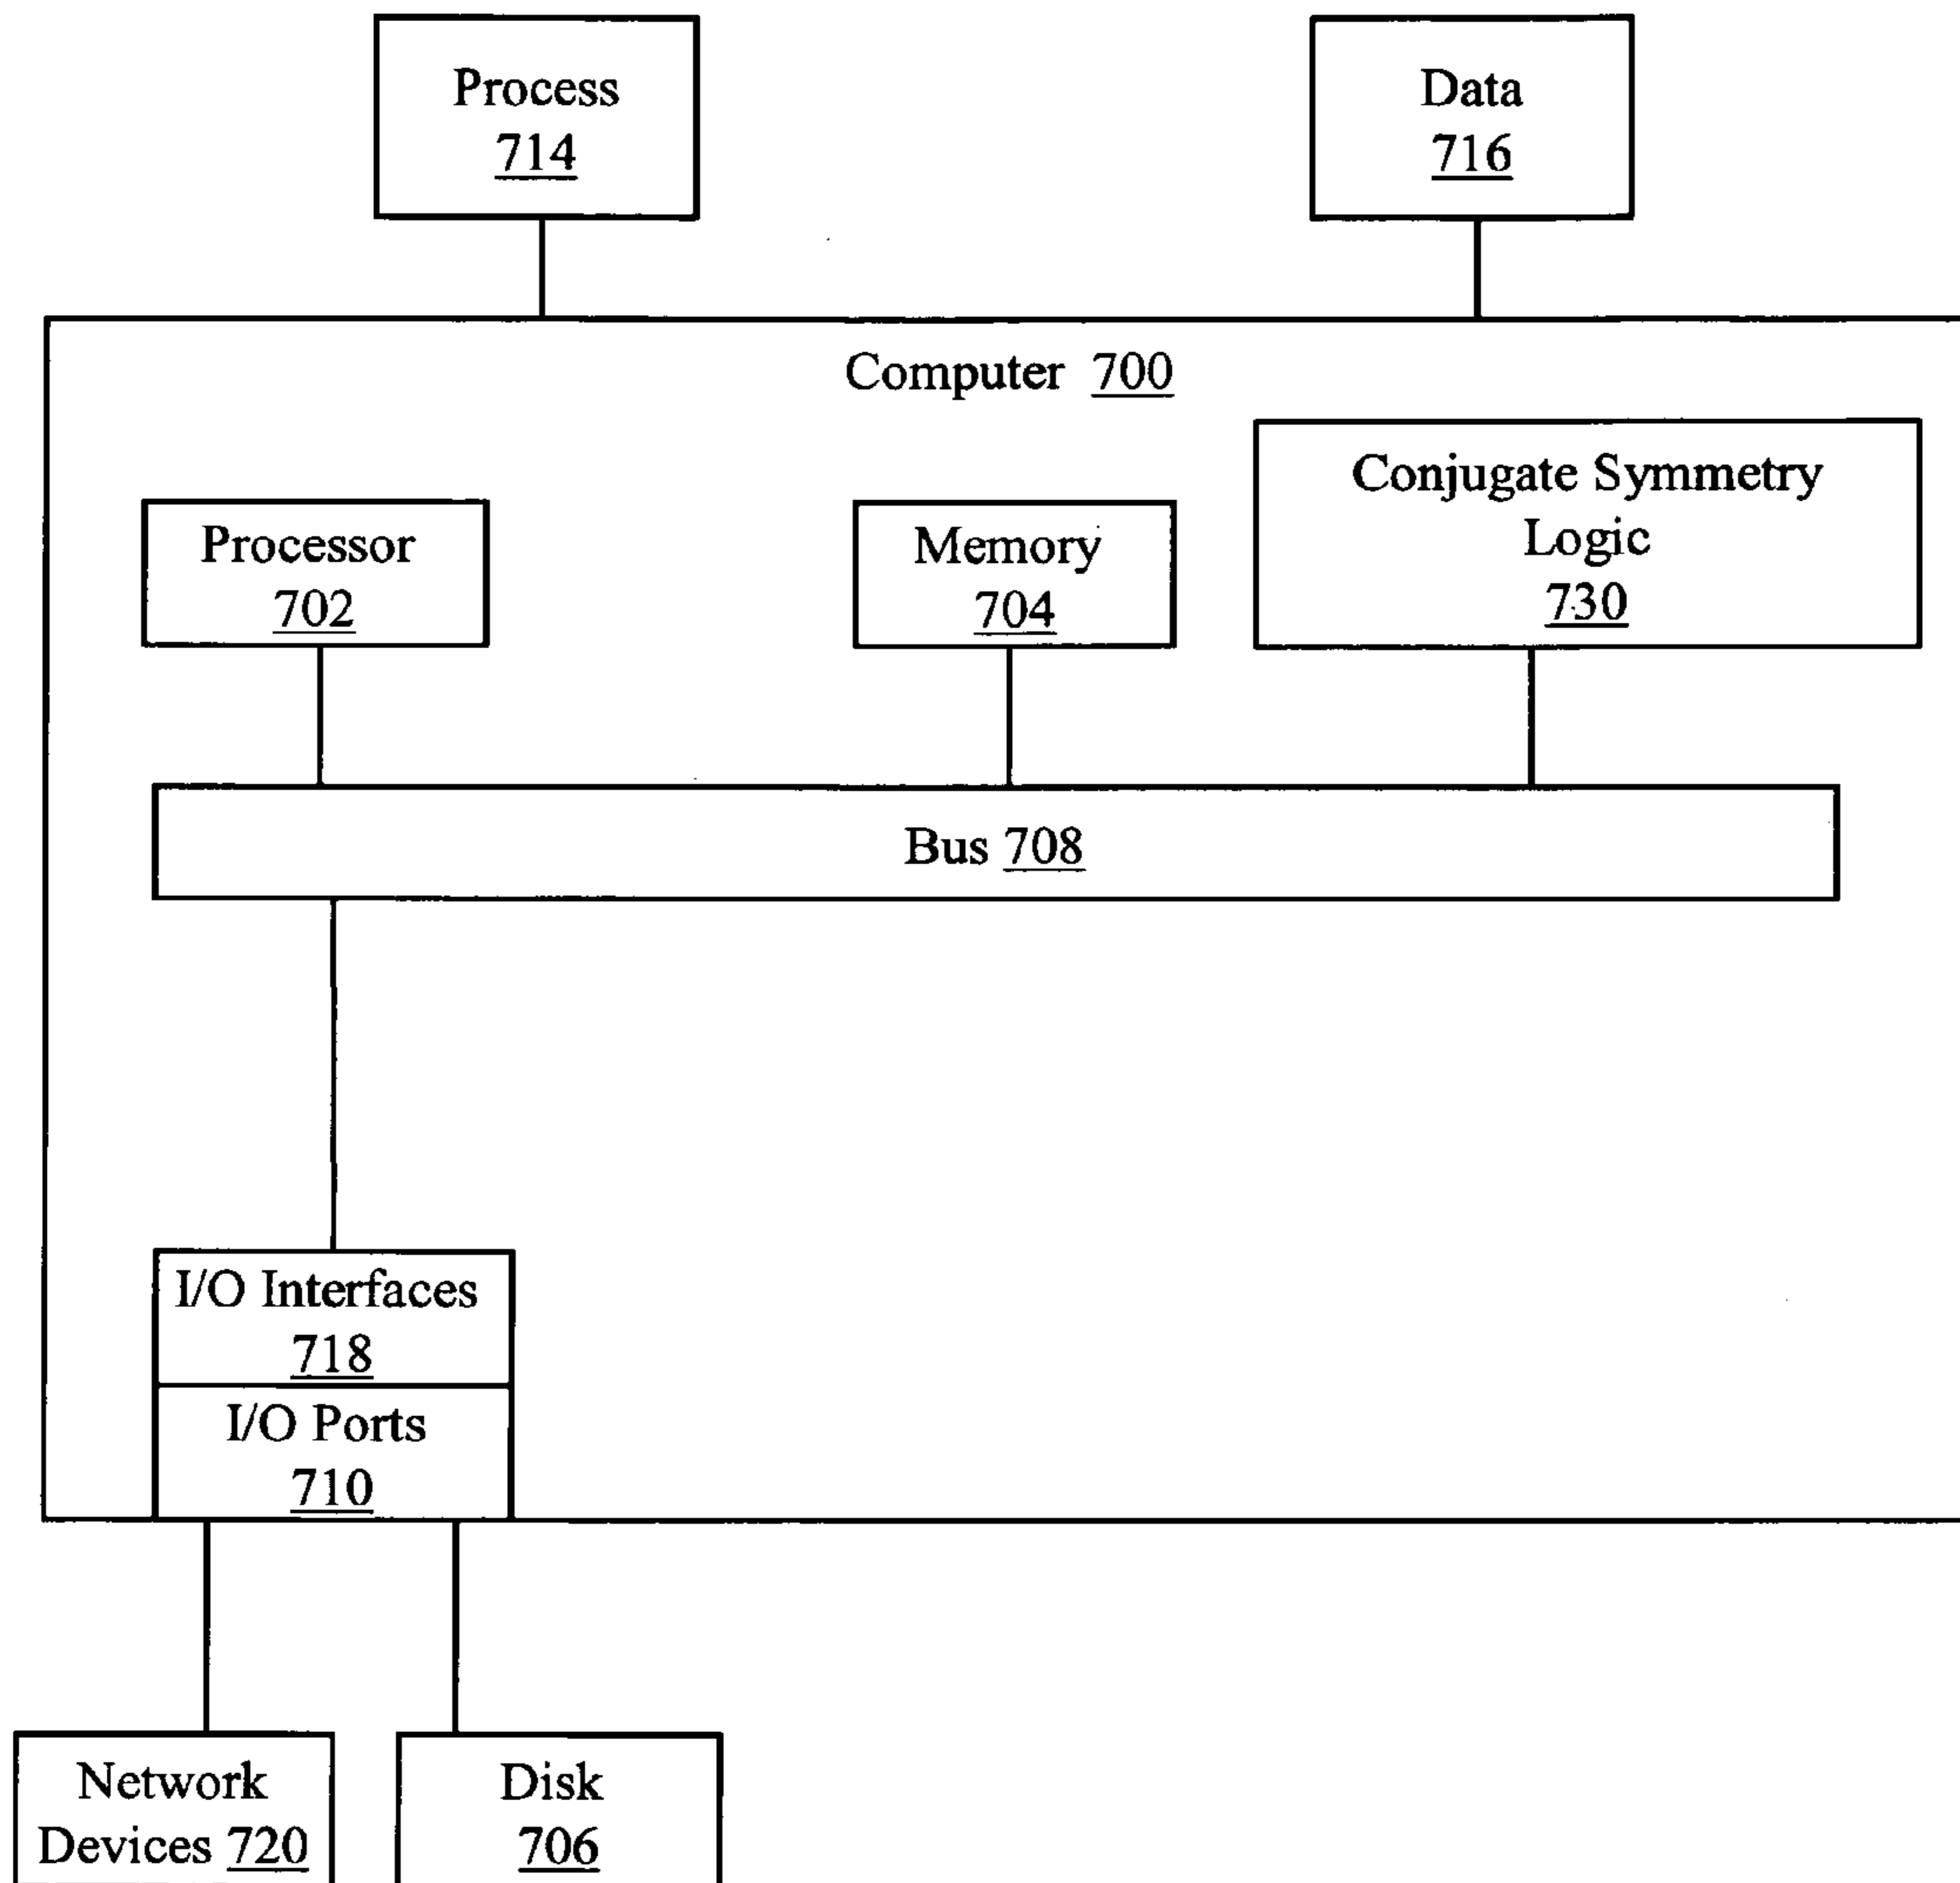 Process
714
Data
716
Computer 700
Processor
702
Memory
704
Conjugate Symmetry
Logic
730
Bus 708
I/O Interfaces
718
I/O Ports
710
Network
Devices 720
Disk
706